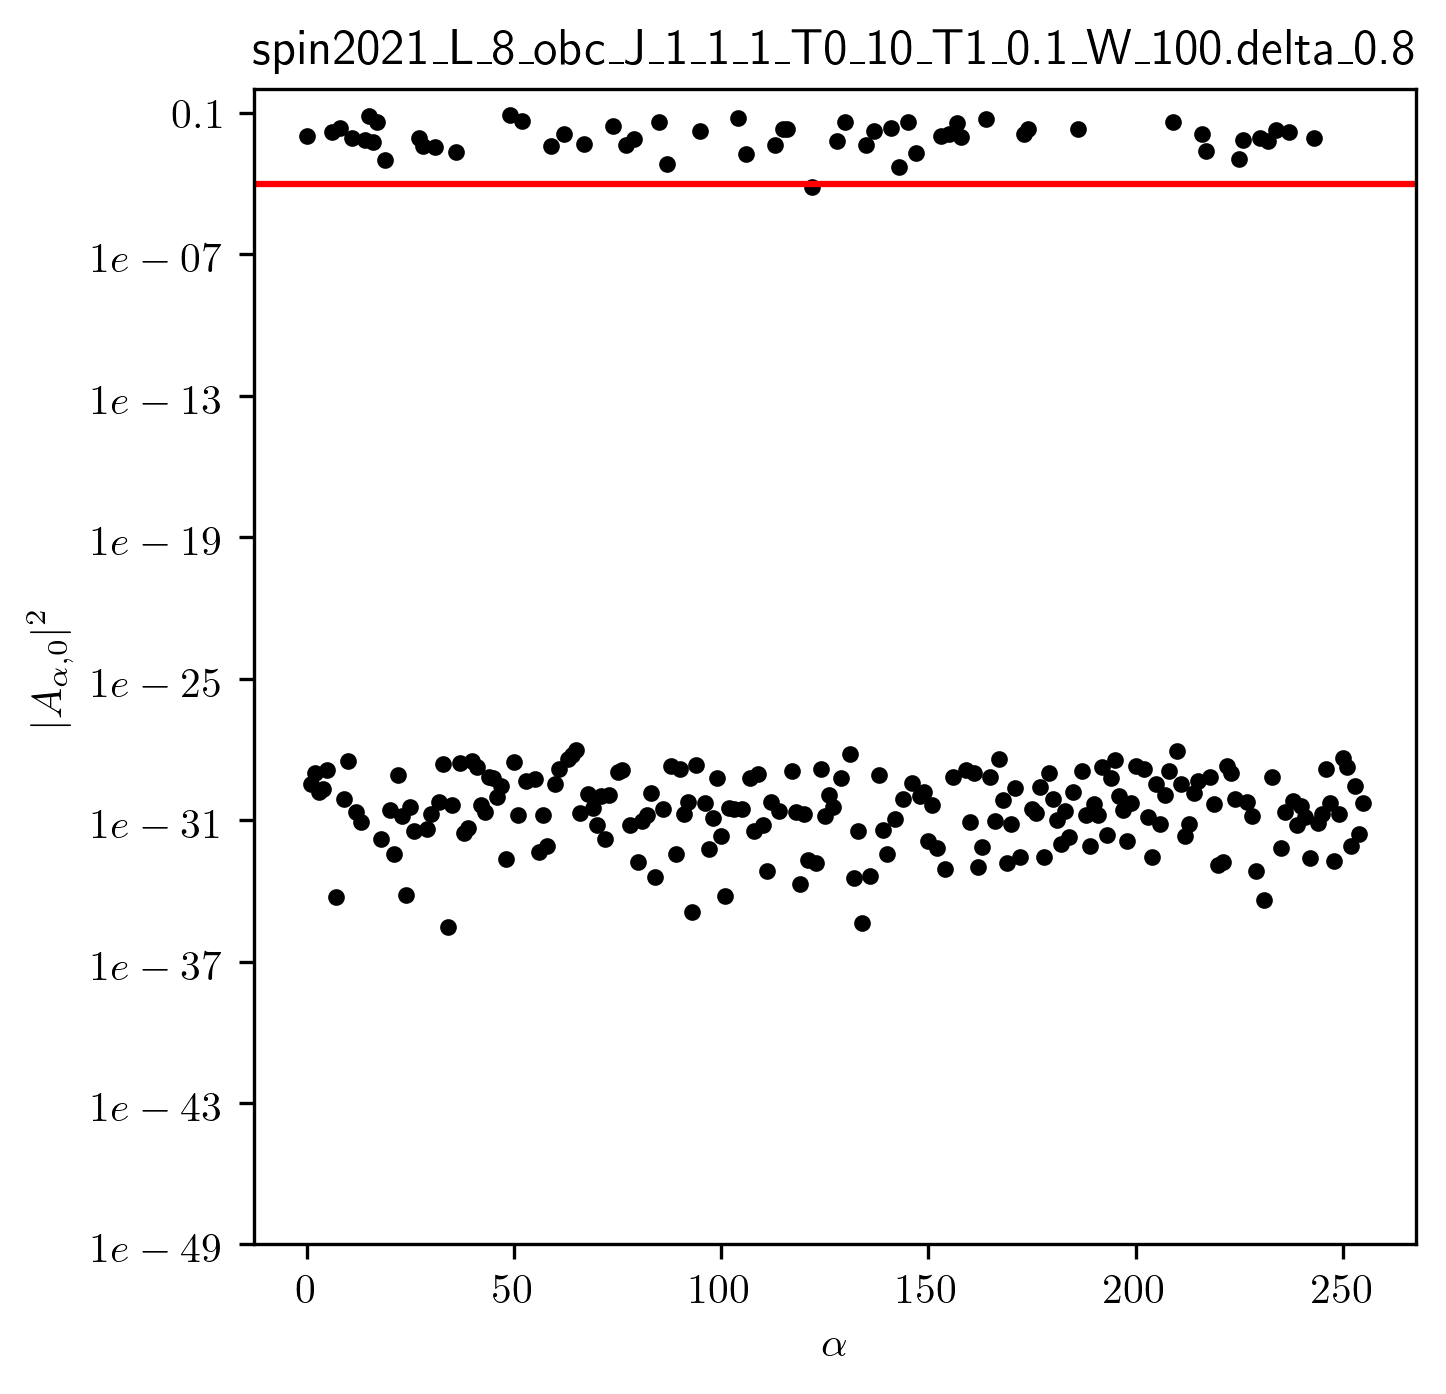 spin2021_L_8_obc_J_1_1_1_T0_10_T1_0.1_W_100.delta_0.8
0.1
1e − 07
1e − 13
1e − 19
1e − 25
1e − 31
1e − 37
1e − 43
1e − 49
|A_{α,0}|²
0 50 100 150 200 250
α